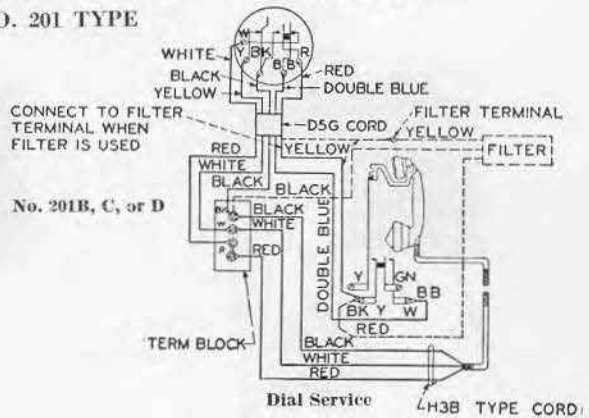 O. 201 TYPE
W
Y BK
R
B B
WHITE
BLACK
YELLOW
RED
DOUBLE BLUE
CONNECT TO FILTER
TERMINAL WHEN
FILTER IS USED
D5G CORD
FILTER TERMINAL
YELLOW
FILTER
RED
WHITE
BLACK
YELLOW
BLACK
No. 201B, C, or D
BK
W
R
BLACK
WHITE
RED
DOUBLE BLUE
Y
GN
BB
BK Y W
RED
TERM BLOCK
BLACK
WHITE
RED
Dial Service
H3B TYPE CORD